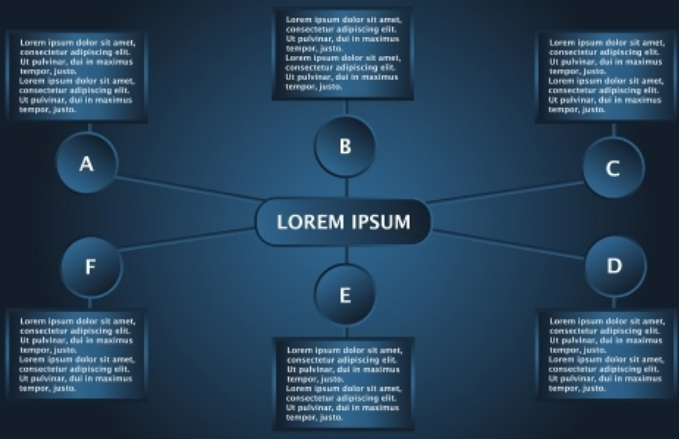 Lorem ipsum dolor sit amet,
consectetur adipiscing elit.
Ut pulvinar, dui in maximus
tempor, justo.
Lorem ipsum dolor sit amet,
consectetur adipiscing elit.
Ut pulvinar, dui in maximus
tempor, justo.
Lorem ipsum dolor sit amet,
consectetur adipiscing elit.
Ut pulvinar, dui in maximus
tempor, justo.
Lorem ipsum dolor sit amet,
consectetur adipiscing elit.
Ut pulvinar, dui in maximus
tempor, justo.
Lorem ipsum dolor sit amet,
consectetur adipiscing elit.
Ut pulvinar, dui in maximus
tempor, justo.
Lorem ipsum dolor sit amet,
consectetur adipiscing elit.
Ut pulvinar, dui in maximus
tempor, justo.
A
B
C
LOREM IPSUM
F
E
D
Lorem ipsum dolor sit amet,
consectetur adipiscing elit.
Ut pulvinar, dui in maximus
tempor, justo.
Lorem ipsum dolor sit amet,
consectetur adipiscing elit.
Ut pulvinar, dui in maximus
tempor, justo.
Lorem ipsum dolor sit amet,
consectetur adipiscing elit.
Ut pulvinar, dui in maximus
tempor, justo.
Lorem ipsum dolor sit amet,
consectetur adipiscing elit.
Ut pulvinar, dui in maximus
tempor, justo.
Lorem ipsum dolor sit amet,
consectetur adipiscing elit.
Ut pulvinar, dui in maximus
tempor, justo.
Lorem ipsum dolor sit amet,
consectetur adipiscing elit.
Ut pulvinar, dui in maximus
tempor, justo.